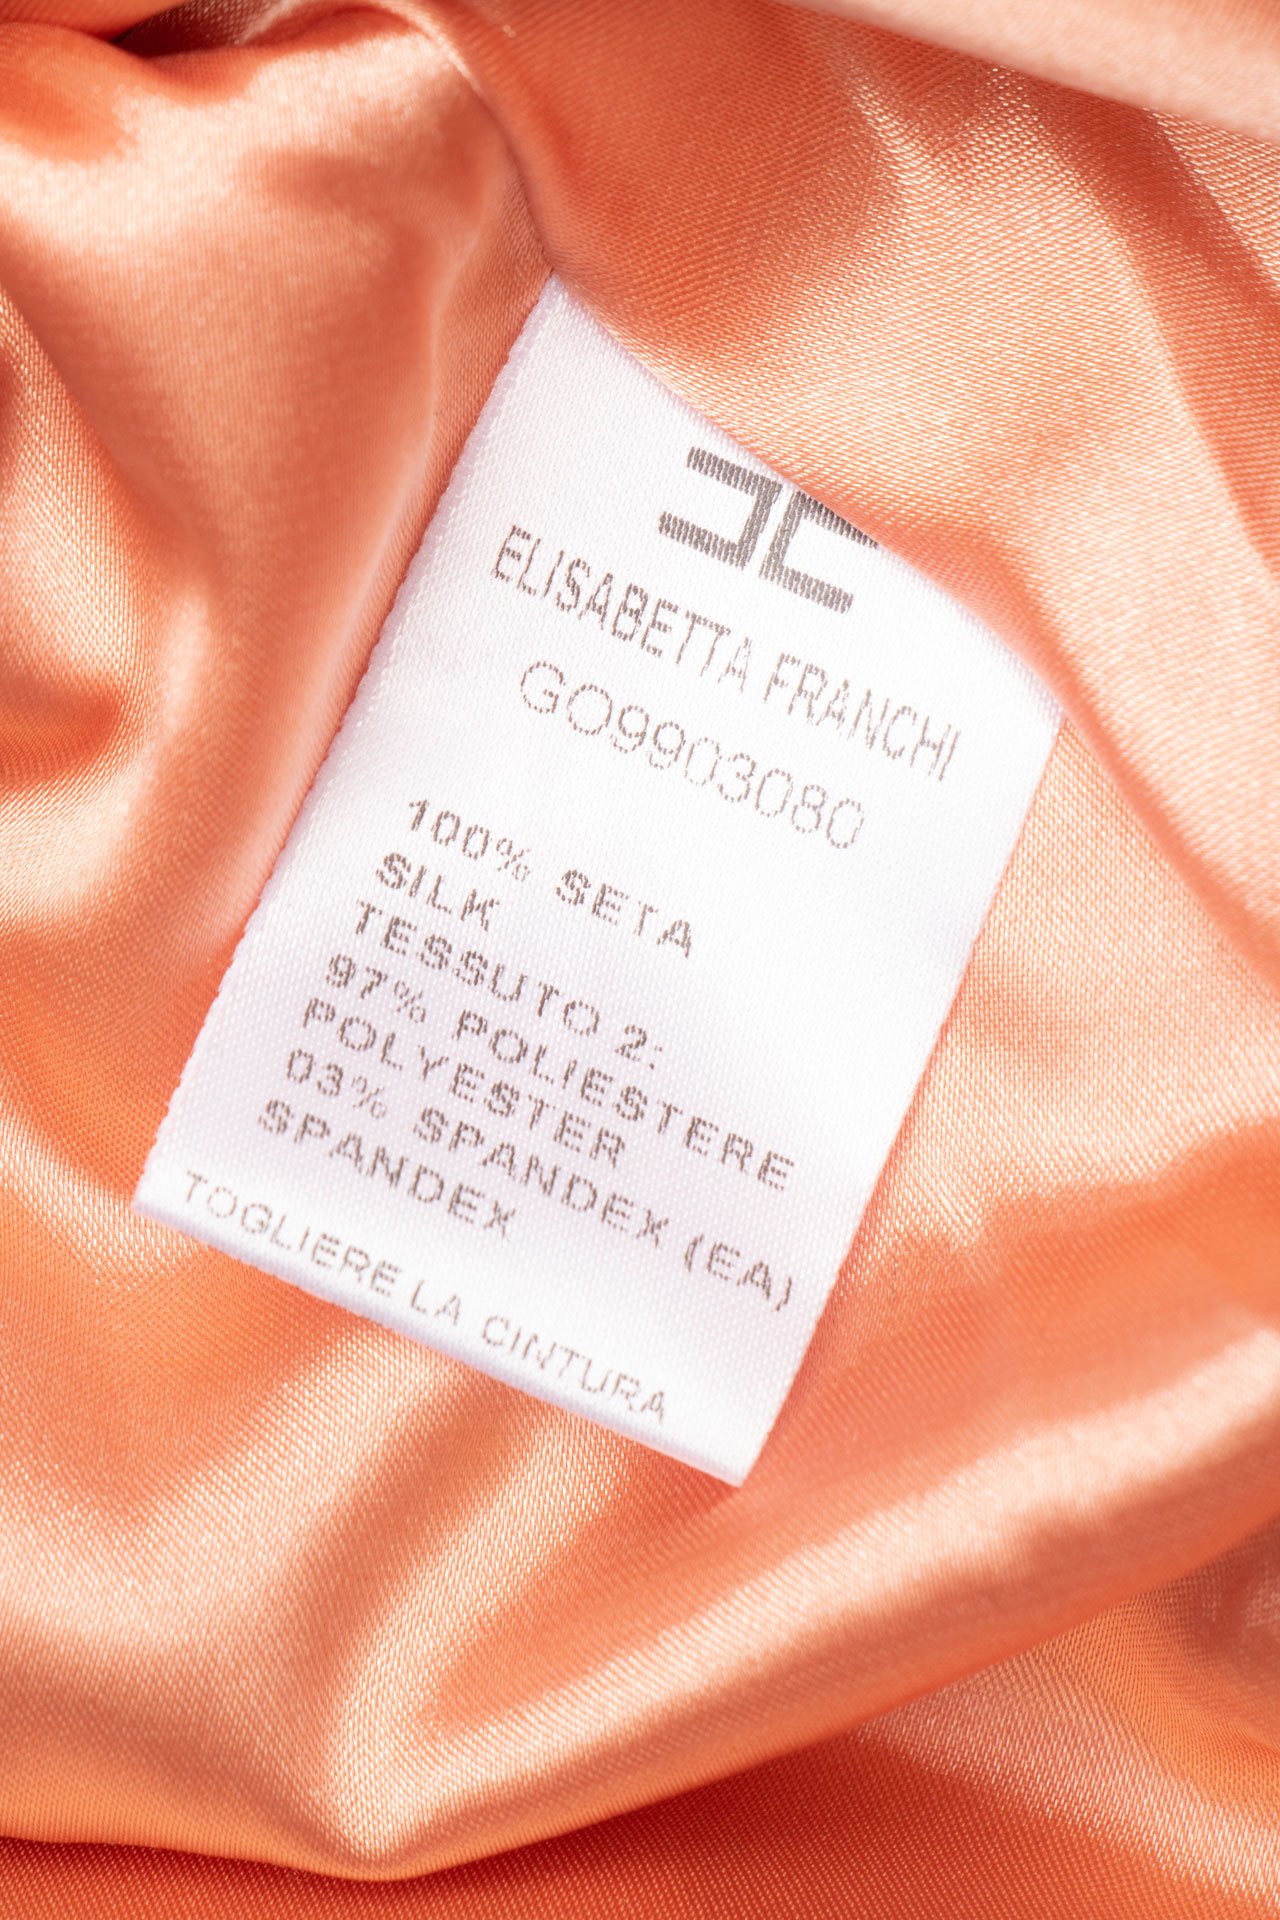 ELISABETTA FRANCHI
GO9903080
100% SETA
SILK
TESSUTO 2:
97% POLIESTERE
POLYESTER
03% SPANDEX (EA)
SPANDEX
TOGLIERE LA CINTURA